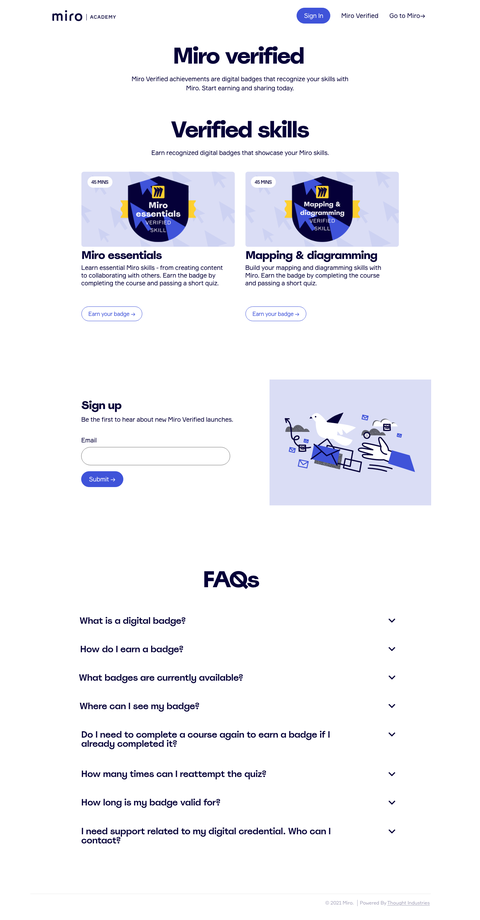 miro | ACADEMY
Sign In
Miro Verified
Go to Miro→
Miro verified
Miro Verified achievements are digital badges that recognize your skills with
Miro. Start earning and sharing today.
Verified skills
Earn recognized digital badges that showcase your Miro skills.
45 MINS
Miro
essentials
VERIFIED
SKILL
Miro essentials
Learn essential Miro skills - from creating content
to collaborating with others. Earn the badge by
completing the course and passing a short quiz.
Earn your badge →
45 MINS
Mapping &
diagramming
VERIFIED
SKILL
Mapping & diagramming
Build your mapping and diagramming skills with
Miro. Earn the badge by completing the course
and passing a short quiz.
Earn your badge →
Sign up
Be the first to hear about new Miro Verified launches.
Email
Submit →
FAQs
What is a digital badge?
How do I earn a badge?
What badges are currently available?
Where can I see my badge?
Do I need to complete a course again to earn a badge if I
already completed it?
How many times can I reattempt the quiz?
How long is my badge valid for?
I need support related to my digital credential. Who can I
contact?
Miro. | Powered By Thought Industries